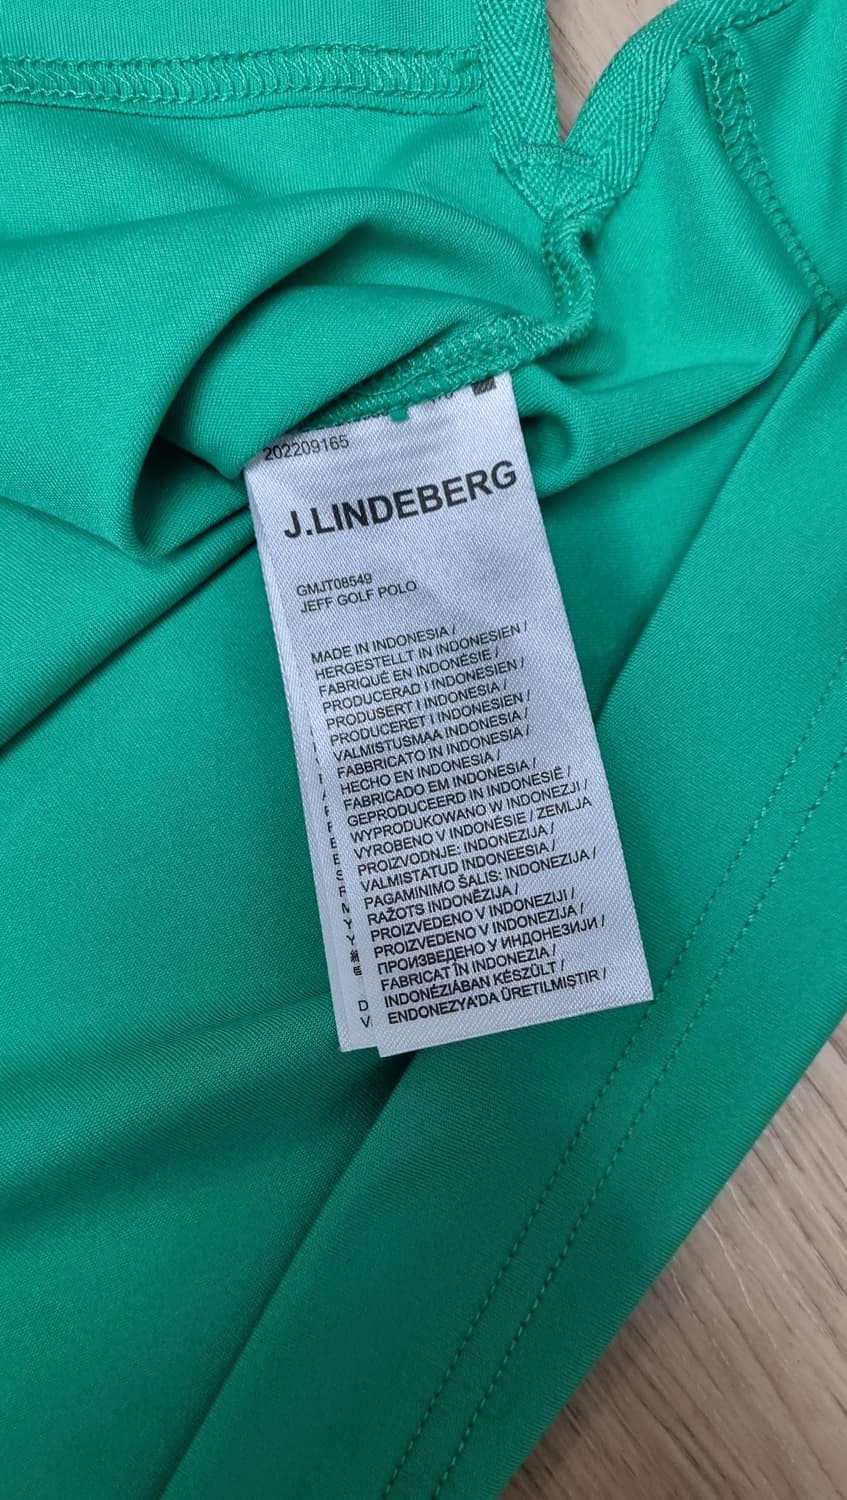 202209165
J.LINDEBERG
GMJT08549
JEFF GOLF POLO
MADE IN INDONESIA /
HERGESTELLT IN INDONESIEN /
FABRIQUÉ EN INDONÉSIE /
PRODUCERAD I INDONESIEN /
PRODUSERT I INDONESIA /
PRODUCERET I INDONESIEN /
VALMISTUSMAA INDONESIA /
FABBRICATO IN INDONESIA /
HECHO EN INDONESIA /
FABRICADO EM INDONESIA /
GEPRODUCEERD IN INDONESIË /
WYPRODUKOWANO W INDONEZJI /
VYROBENO V INDONÉSIE / ZEMLJA
PROIZVODNJE: INDONEZIJA /
VALMISTATUD INDONEESIA /
PAGAMINIMO ŠALIS: INDONEZIJA /
RAŽOTS INDONĒZIJA /
PROIZVEDENO V INDONEZIJI /
PROIZVEDENO V INDONEZIJA /
ПРОИЗВЕДЕНО У ИНДОНЕЗИЈИ /
FABRICAT ÎN INDONEZIA /
INDONÉZIÁBAN KÉSZÜLT /
ENDONEZYA'DA ÜRETILMIŞTIR /